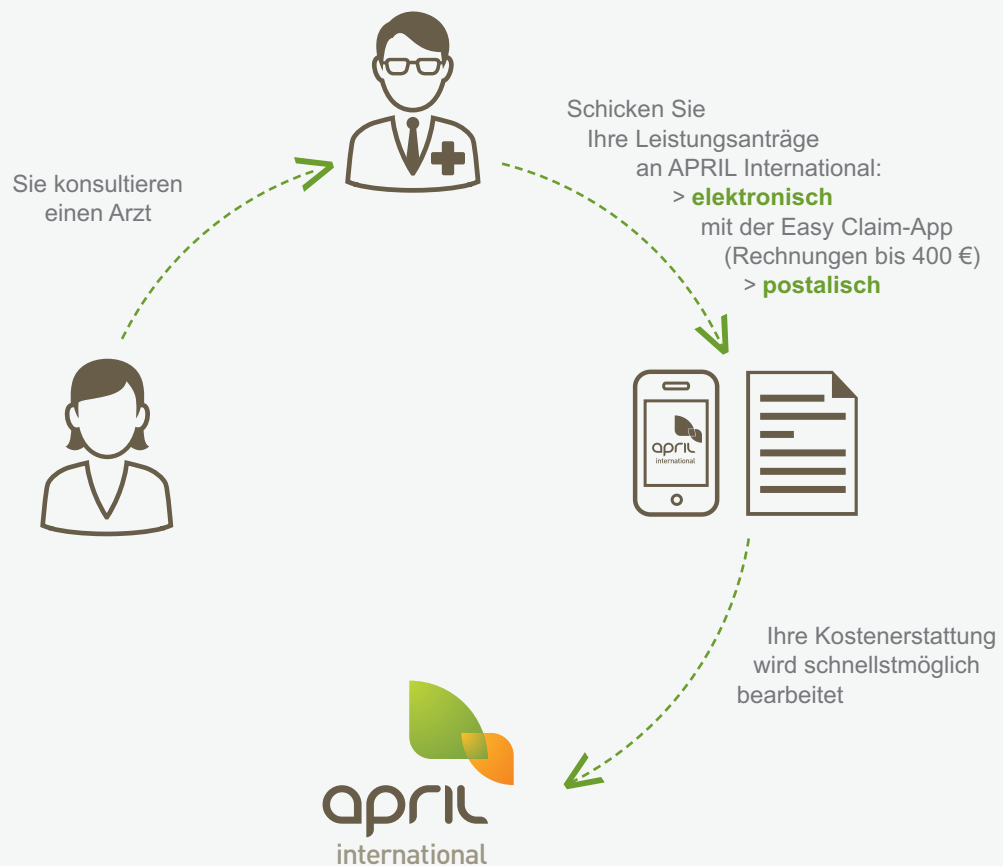 Sie konsultieren
einen Arzt
Schicken Sie
Ihre Leistungsanträge
an APRIL International:
> elektronisch
mit der Easy Claim-App
(Rechnungen bis 400 €)
> postalisch
april
international
Ihre Kostenerstattung
wird schnellstmöglich
bearbeitet
april
international